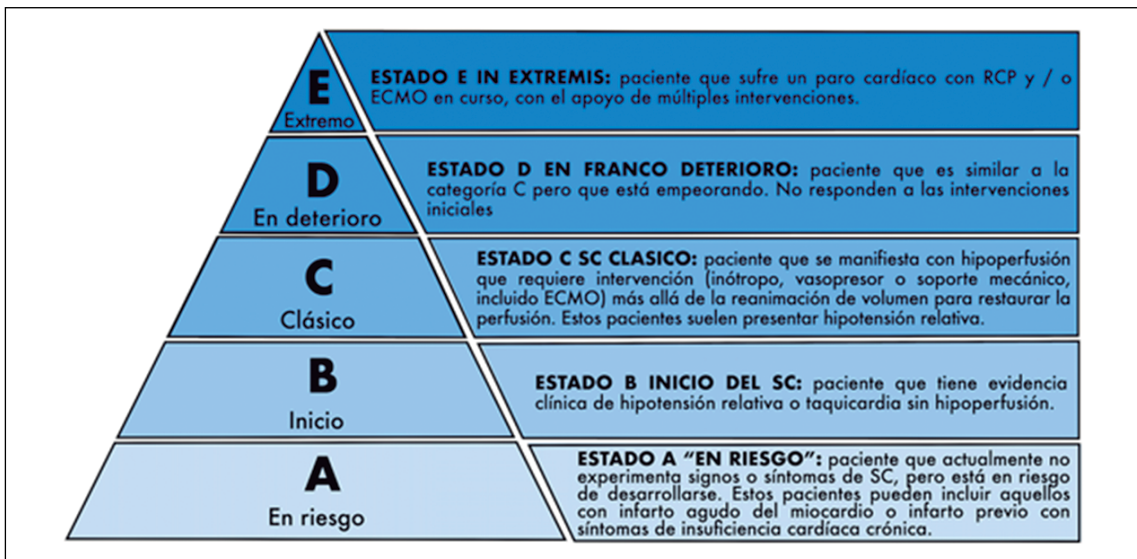 E
Extremo
ESTADO E IN EXTREMIS: paciente que sufre un paro cardíaco con RCP y / o
ECMO en curso, con el apoyo de múltiples intervenciones.
D
En deterioro
ESTADO D EN FRANCO DETERIORO: paciente que es similar a la
categoría C pero que está empeorando. No responden a las intervenciones
iniciales
C
Clásico
ESTADO C SC CLASICO: paciente que se manifiesta con hipoperfusión
que requiere intervención (inótropo, vasopresor o soporte mecánico,
incluido ECMO) más allá de la reanimación de volumen para restaurar la
perfusión. Estos pacientes suelen presentar hipotensión relativa.
B
Inicio
ESTADO B INICIO DEL SC: paciente que tiene evidencia
clínica de hipotensión relativa o taquicardia sin hipoperfusión.
A
En riesgo
ESTADO A “EN RIESGO”: paciente que actualmente no
experimenta signos o síntomas de SC, pero está en riesgo
de desarrollarse. Estos pacientes pueden incluir aquellos
con infarto agudo del miocardio o infarto previo con
síntomas de insuficiencia cardíaca crónica.